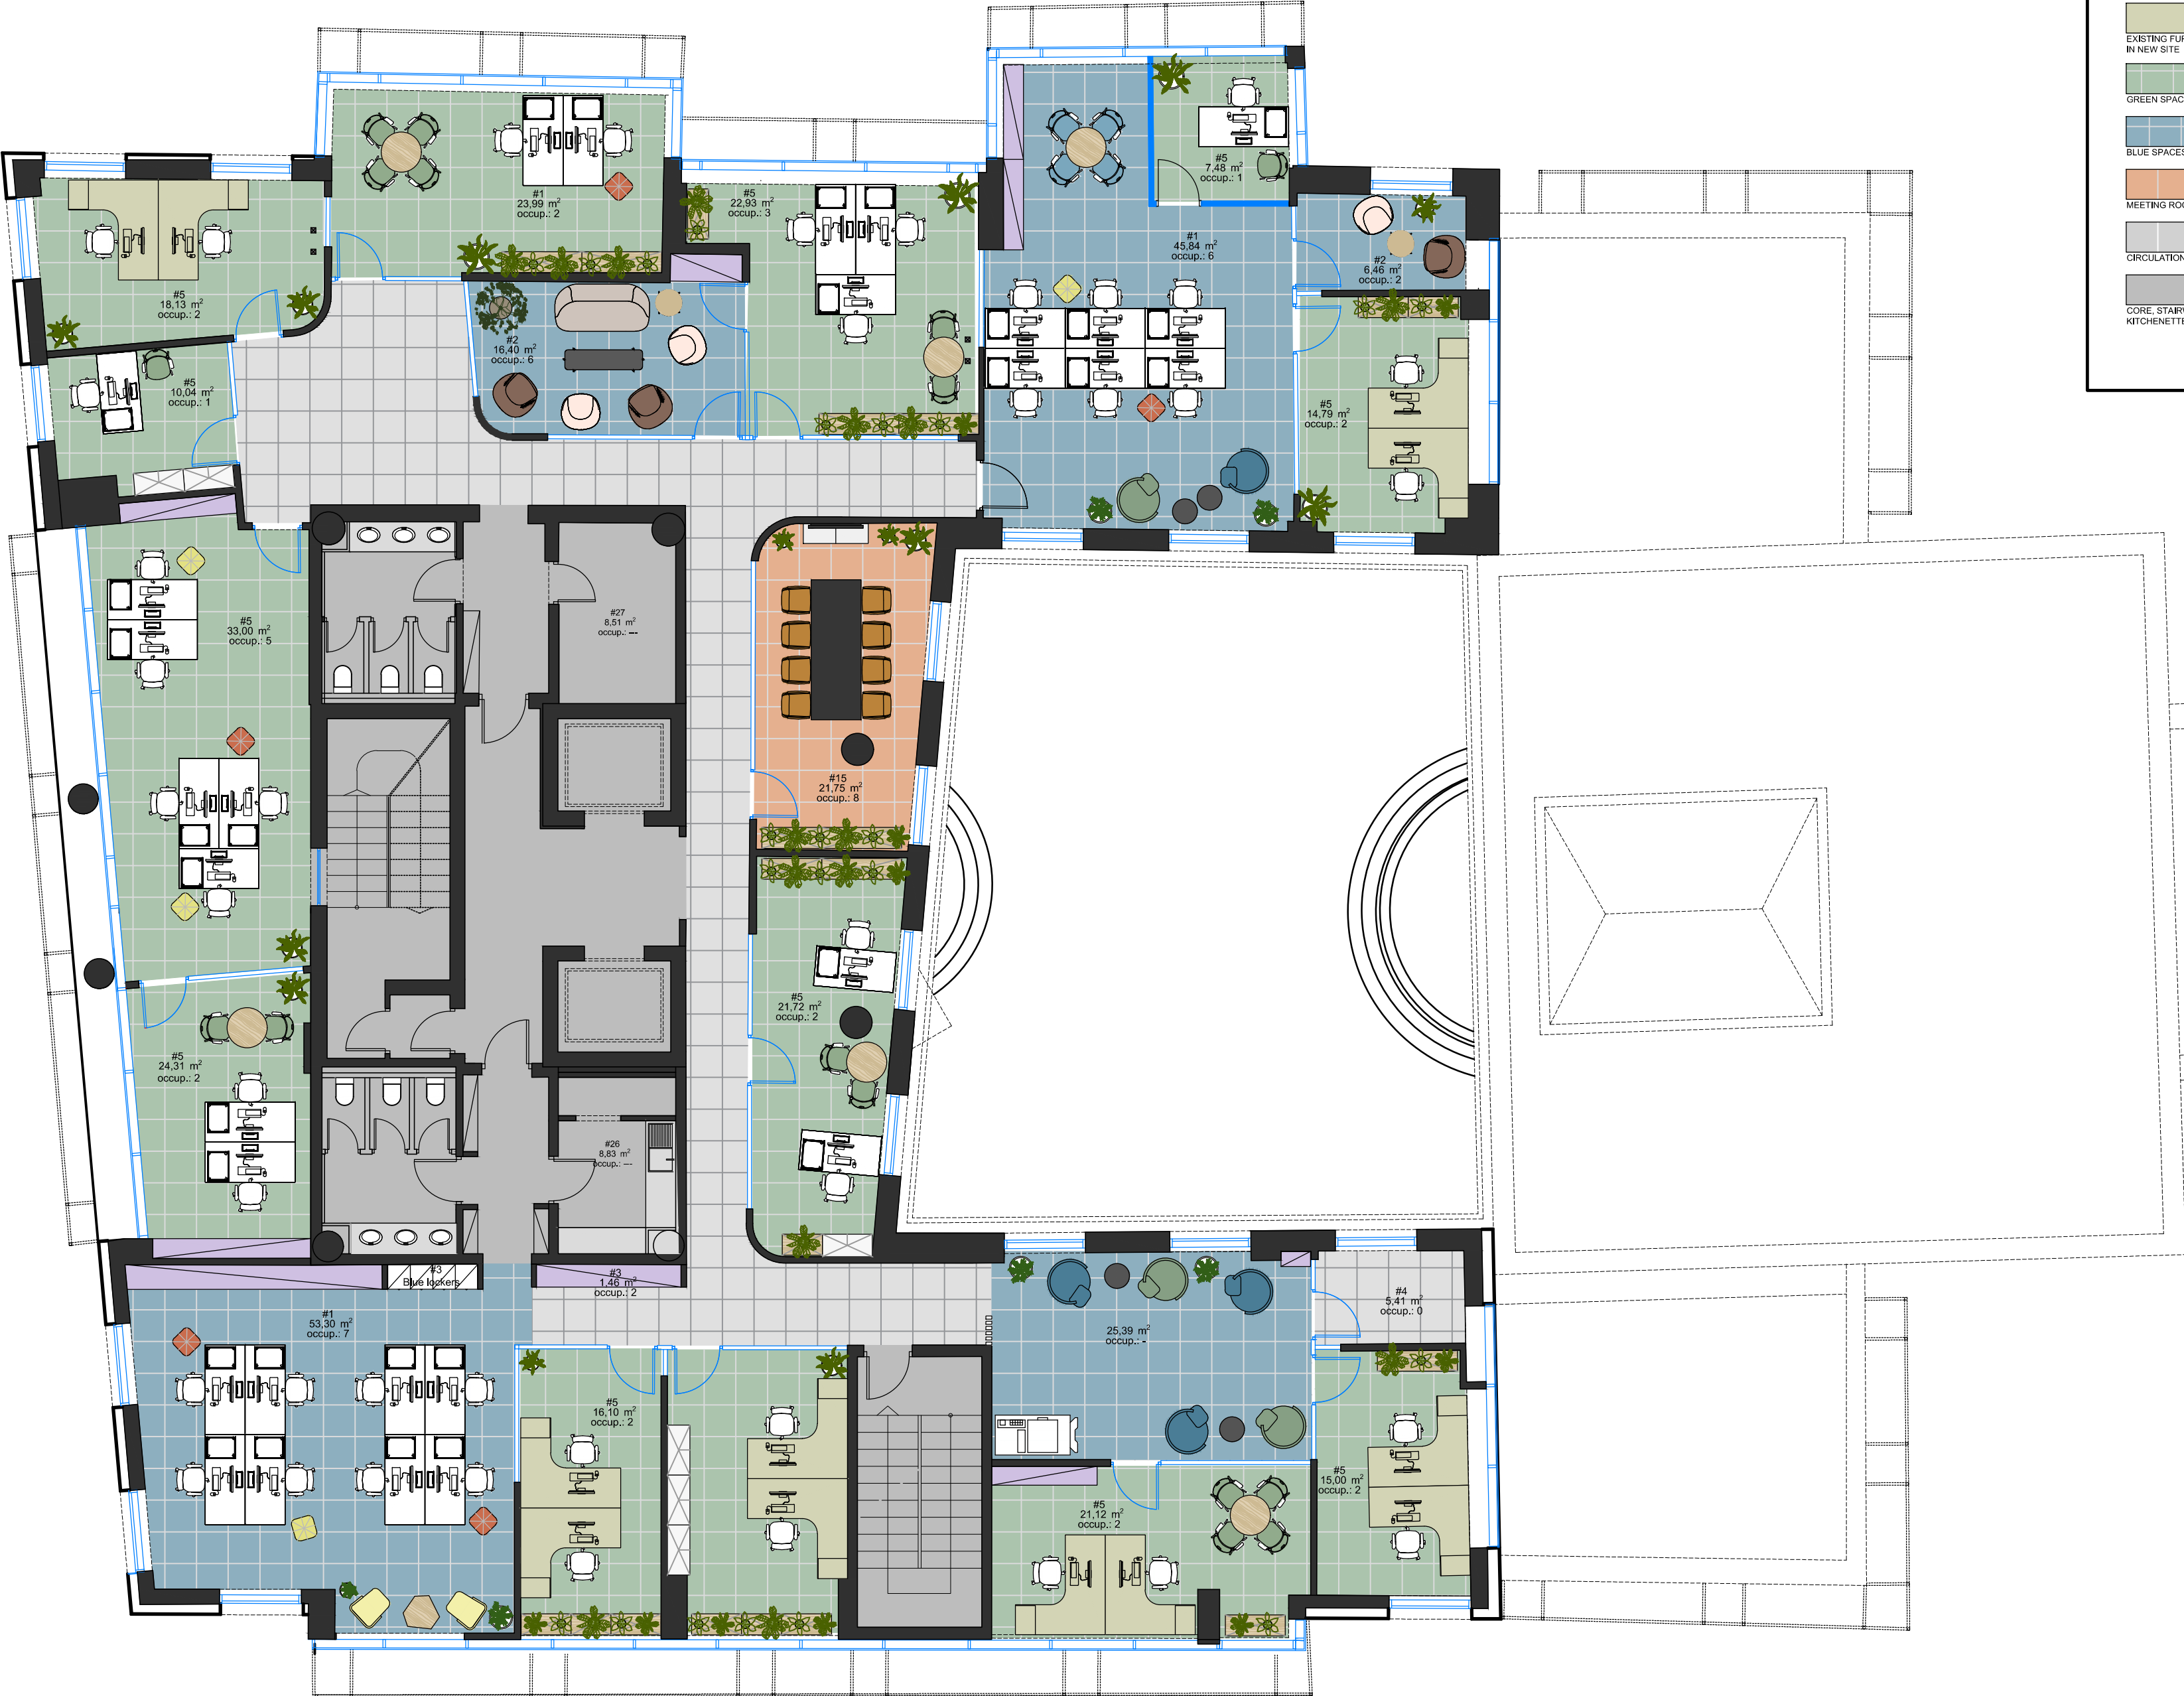 EXISTING FUR
IN NEW SITE
GREEN SPAC
BLUE SPACES
MEETING ROO
CIRCULATION
CORE, STAIR
KITCHENETTE
#1
23,99 m²
occup.: 2
#5
22,93 m²
occup.: 3
#5
7,48 m²
occup.: 1
#1
45,84 m²
occup.: 6
#2
6,46 m²
occup.: 2
#5
18,13 m²
occup.: 2
#2
16,40 m²
occup.: 6
#5
10,04 m²
occup.: 1
#5
14,79 m²
occup.: 2
#5
33,00 m²
occup.: 5
#27
8,51 m²
occup.: ---
#15
21,75 m²
occup.: 8
#5
21,72 m²
occup.: 2
#5
24,31 m²
occup.: 2
#26
8,83 m²
occup.: ---
#3
Blue lockers
#3
1,46 m²
occup.: 2
#4
5,41 m²
occup.: 0
#1
53,30 m²
occup.: 7
25,39 m²
occup.: -
#5
16,10 m²
occup.: 2
#5
15,00 m²
occup.: 2
#5
21,12 m²
occup.: 2